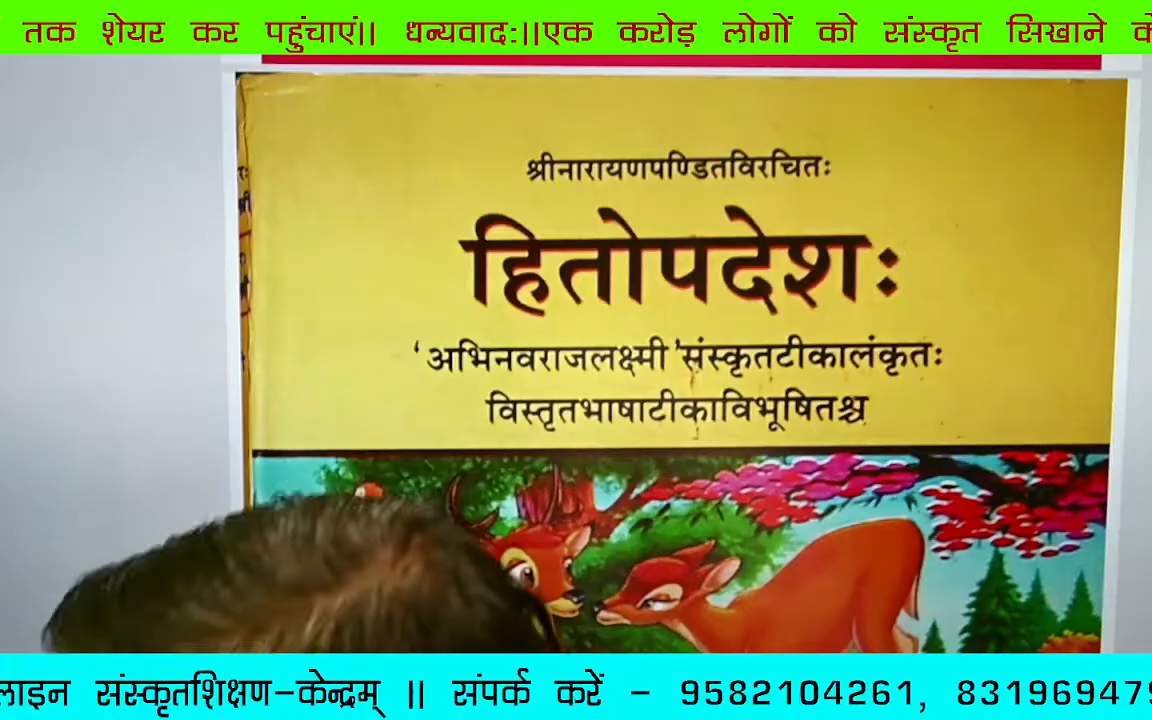 तक शेयर कर पहुंचाएं॥ धन्यवादः॥एक करोड़ लोगों को संस्कृत सिखाने
श्रीनारायणपण्डितविरचितः
हितोपदेशः
'अभिनवराजलक्ष्मी'संस्कृतटीकालंकृतः
विस्तृतभाषाटीकाविभूषितश्च
संस्कृतशिक्षण-केन्द्रम् ॥ संपर्क करें - 9582104261,